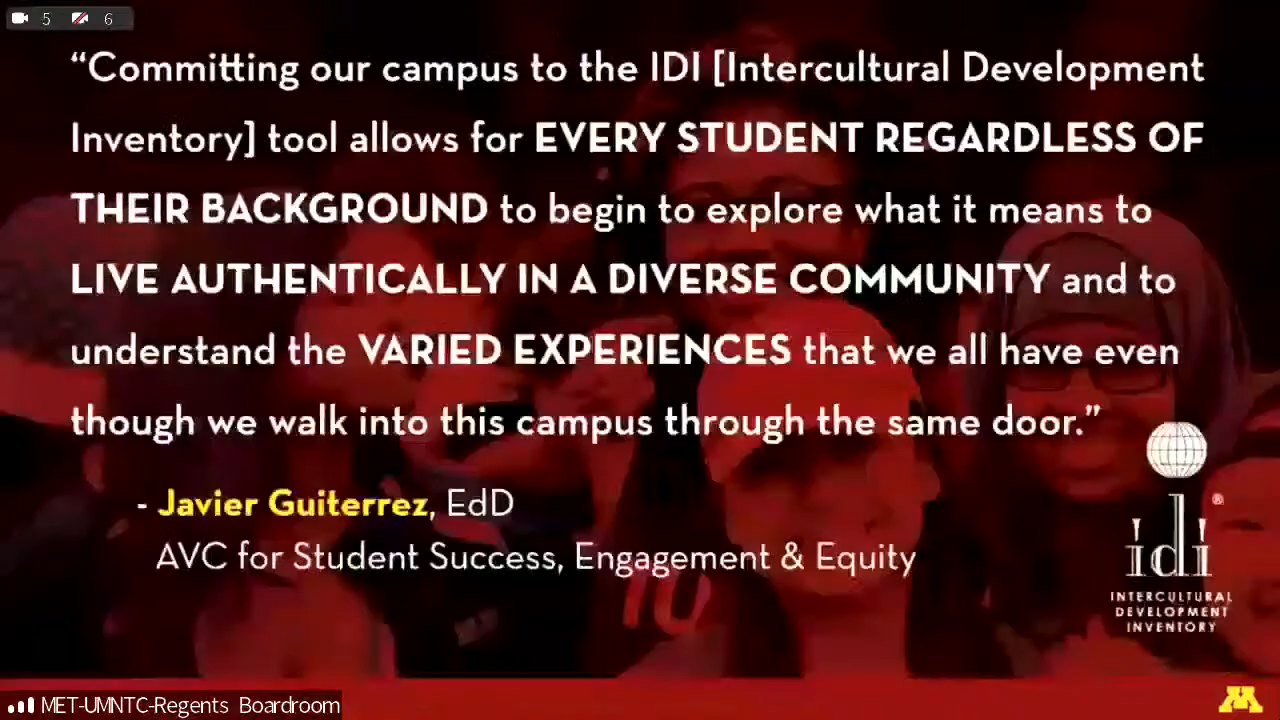 5 6
“Committing our campus to the IDI [Intercultural Development
Inventory] tool allows for EVERY STUDENT REGARDLESS OF
THEIR BACKGROUND to begin to explore what it means to
LIVE AUTHENTICALLY IN A DIVERSE COMMUNITY and to
understand the VARIED EXPERIENCES that we all have even
though we walk into this campus through the same door.”
- Javier Guiterrez, EdD
AVC for Student Success, Engagement & Equity
10
idi®
INTERCULTURAL
DEVELOPMENT
INVENTORY
MET-UMNTC-Regents Boardroom
M